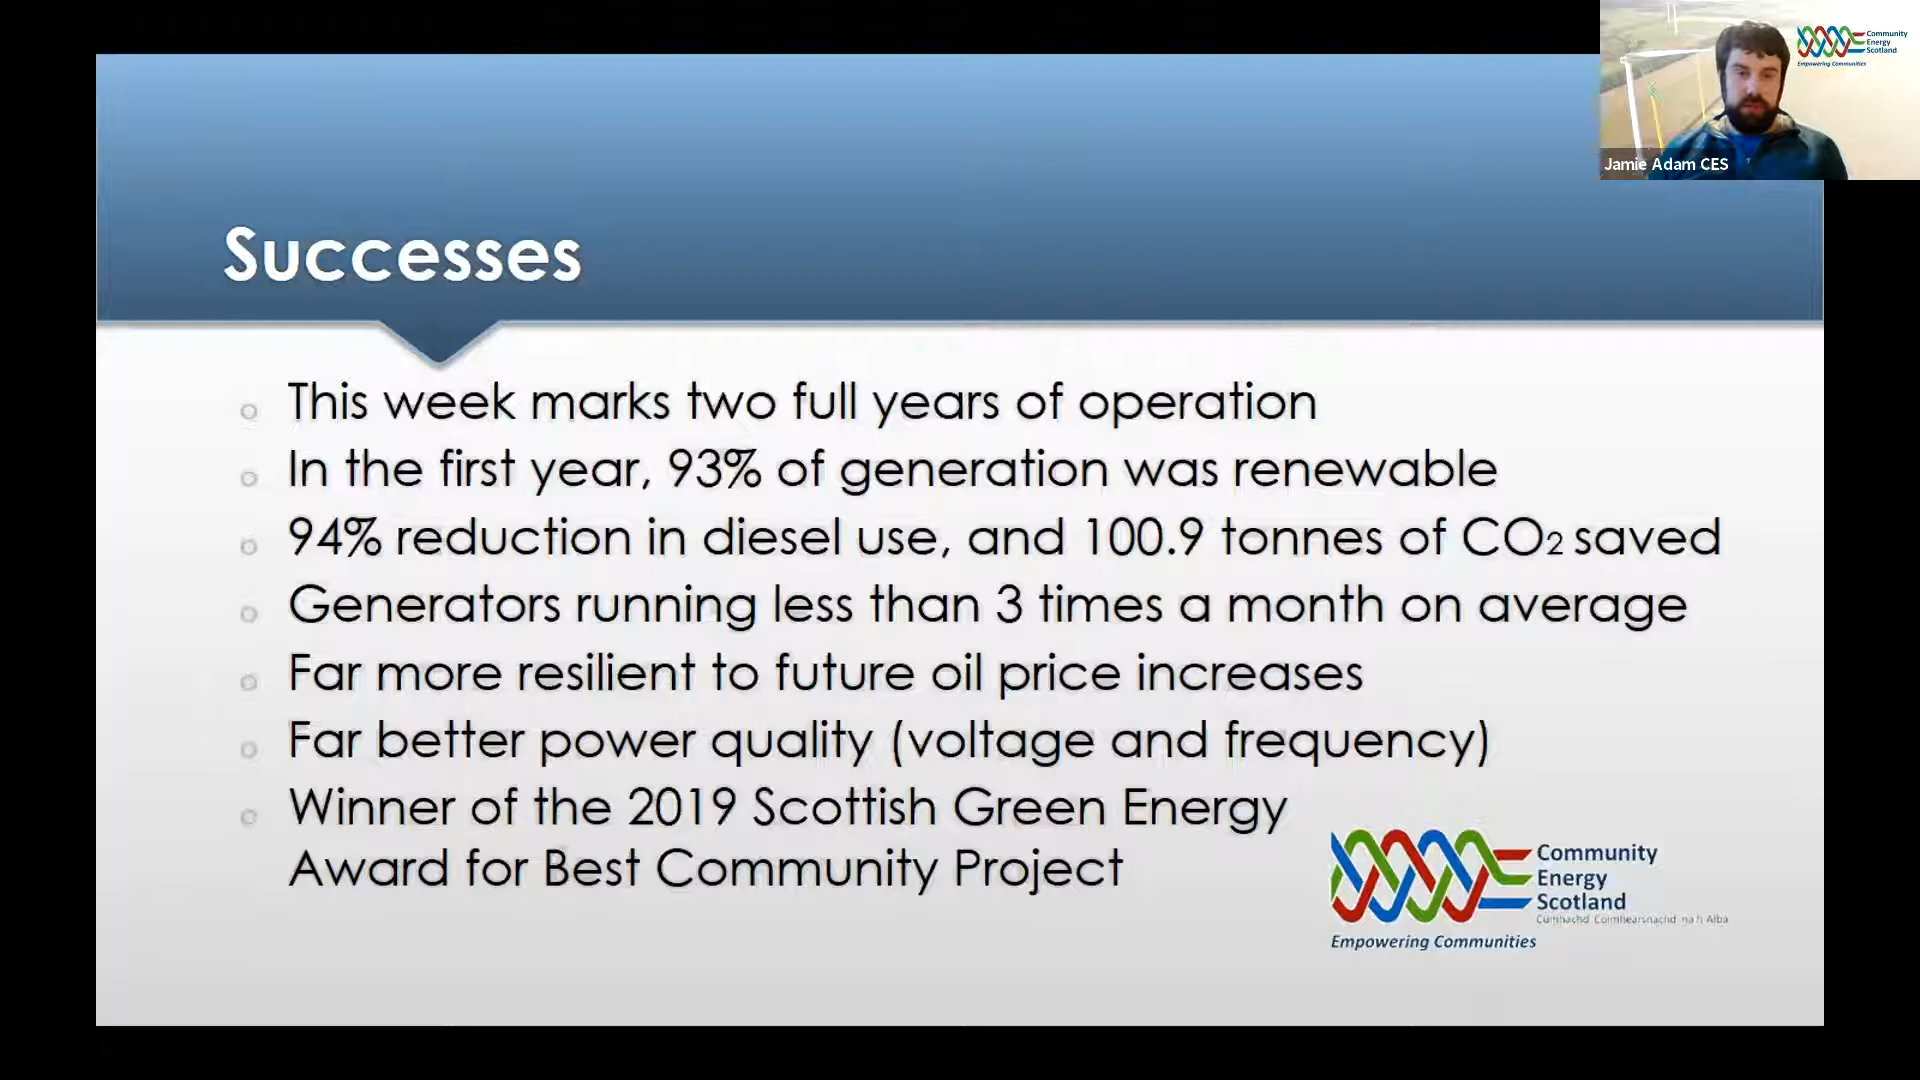 Community
Energy
Scotland
Empowering Communities
Jamie Adam CES
Successes
This week marks two full years of operation
In the first year, 93% of generation was renewable
94% reduction in diesel use, and 100.9 tonnes of CO2 saved
Generators running less than 3 times a month on average
Far more resilient to future oil price increases
Far better power quality (voltage and frequency)
Winner of the 2019 Scottish Green Energy
Award for Best Community Project
Community
Energy
Scotland
Cumhachd Coimhearsnachd na h Alba
Empowering Communities